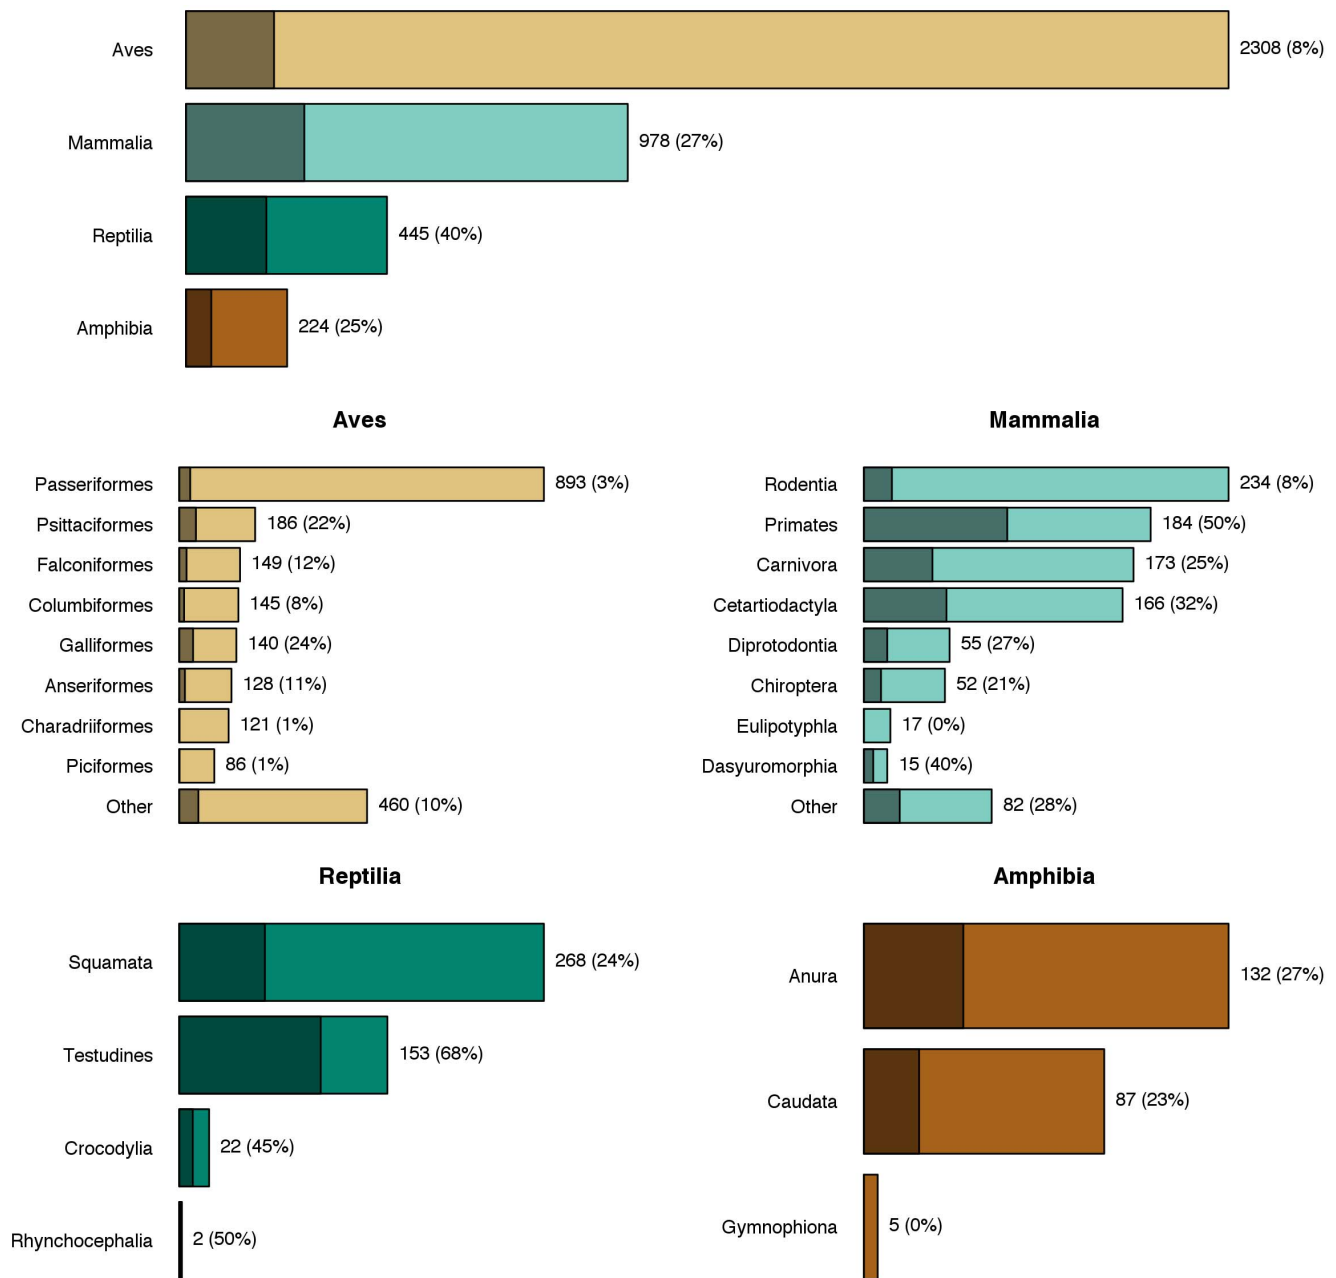 Aves 2308 (8%)
Mammalia 978 (27%)
Reptilia 445 (40%)
Amphibia 224 (25%)
Aves
Passeriformes 893 (3%)
Psittaciformes 186 (22%)
Falconiformes 149 (12%)
Columbiformes 145 (8%)
Galliformes 140 (24%)
Anseriformes 128 (11%)
Charadriiformes 121 (1%)
Piciformes 86 (1%)
Other 460 (10%)
Mammalia
Rodentia 234 (8%)
Primates 184 (50%)
Carnivora 173 (25%)
Cetartiodactyla 166 (32%)
Diprotodontia 55 (27%)
Chiroptera 52 (21%)
Eulipotyphla 17 (0%)
Dasyuromorphia 15 (40%)
Other 82 (28%)
Reptilia
Squamata 268 (24%)
Testudines 153 (68%)
Crocodylia 22 (45%)
Rhynchocephalia 2 (50%)
Amphibia
Anura 132 (27%)
Caudata 87 (23%)
Gymnophiona 5 (0%)